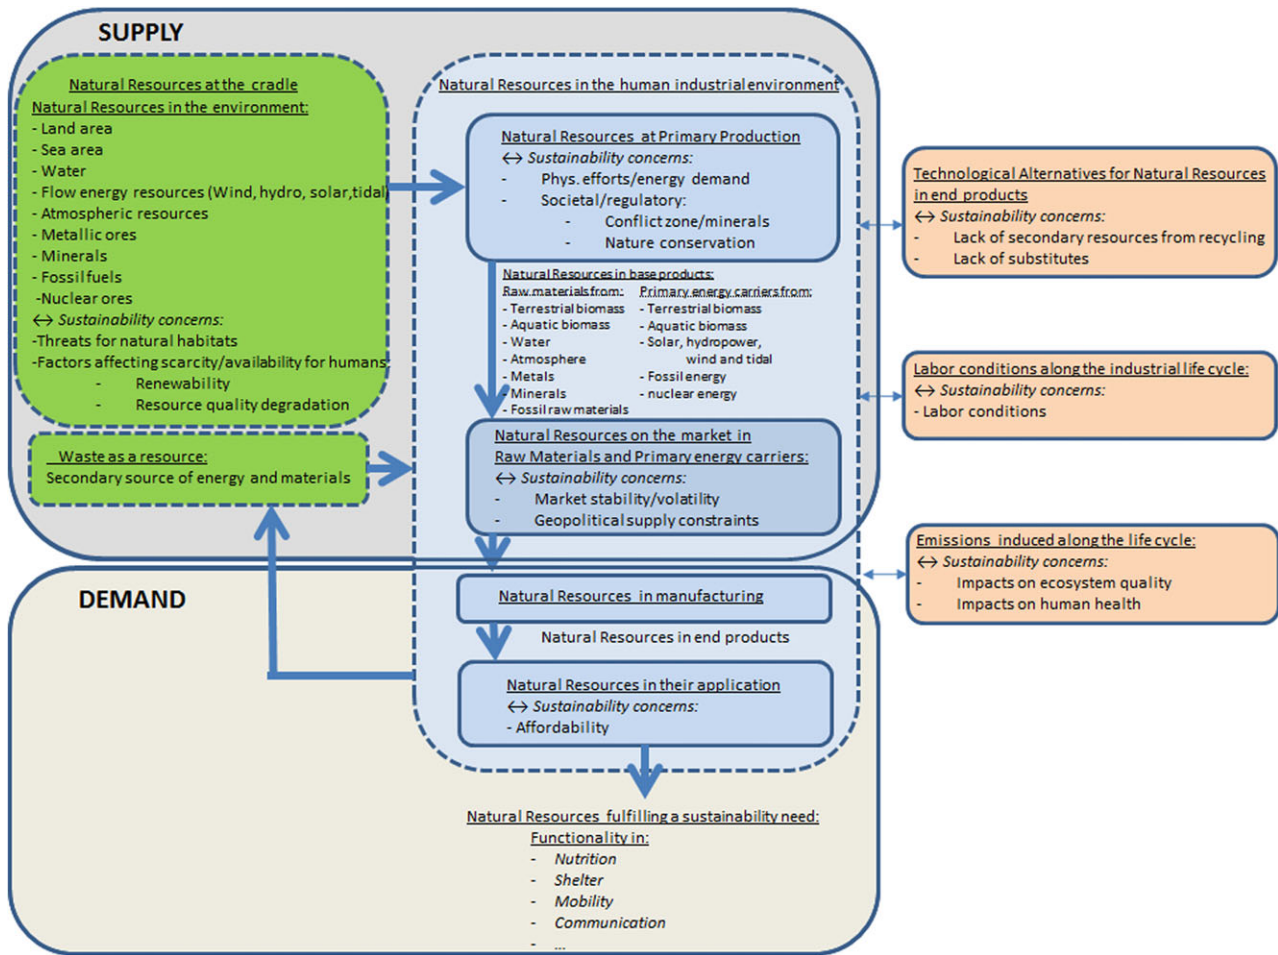 SUPPLY
Natural Resources at the cradle
Natural Resources in the environment:
- Land area
- Sea area
- Water
- Flow energy resources (Wind, hydro, solar,tidal)
- Atmospheric resources
- Metallic ores
- Minerals
- Fossil fuels
-Nuclear ores
↔ Sustainability concerns:
-Threats for natural habitats
-Factors affecting scarcity/availability for humans:
- Renewability
- Resource quality degradation
Waste as a resource:
Secondary source of energy and materials
Natural Resources in the human industrial environment
Natural Resources at Primary Production
↔ Sustainability concerns:
- Phys. efforts/energy demand
- Societal/regulatory:
- Conflict zone/minerals
- Nature conservation
Natural Resources in base products:
Raw materials from:
- Terrestrial biomass
- Aquatic biomass
- Water
- Atmosphere
- Metals
- Minerals
- Fossil raw materials
Primary energy carriers from:
- Terrestrial biomass
- Aquatic biomass
- Solar, hydropower,
wind and tidal
- Fossil energy
- nuclear energy
Natural Resources on the market in
Raw Materials and Primary energy carriers:
↔ Sustainability concerns:
- Market stability/volatility
- Geopolitical supply constraints
DEMAND
Natural Resources in manufacturing
Natural Resources in end products
Natural Resources in their application
↔ Sustainability concerns:
- Affordability
Natural Resources fulfilling a sustainability need:
Functionality in:
- Nutrition
- Shelter
- Mobility
- Communication
- ...
Technological Alternatives for Natural Resources
in end products
↔ Sustainability concerns:
- Lack of secondary resources from recycling
- Lack of substitutes
Labor conditions along the industrial life cycle:
↔ Sustainability concerns:
- Labor conditions
Emissions induced along the life cycle:
↔ Sustainability concerns:
- Impacts on ecosystem quality
- Impacts on human health